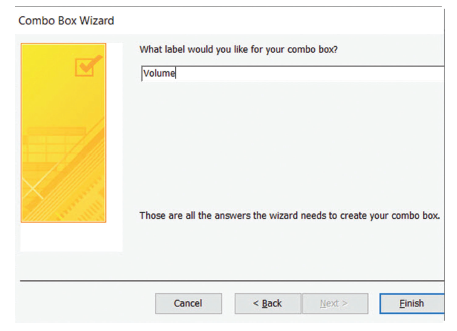 Combo Box Wizard
What label would you like for your combo box?
Volume
Those are all the answers the wizard needs to create your combo box.
Cancel
< Back
Next >
Finish